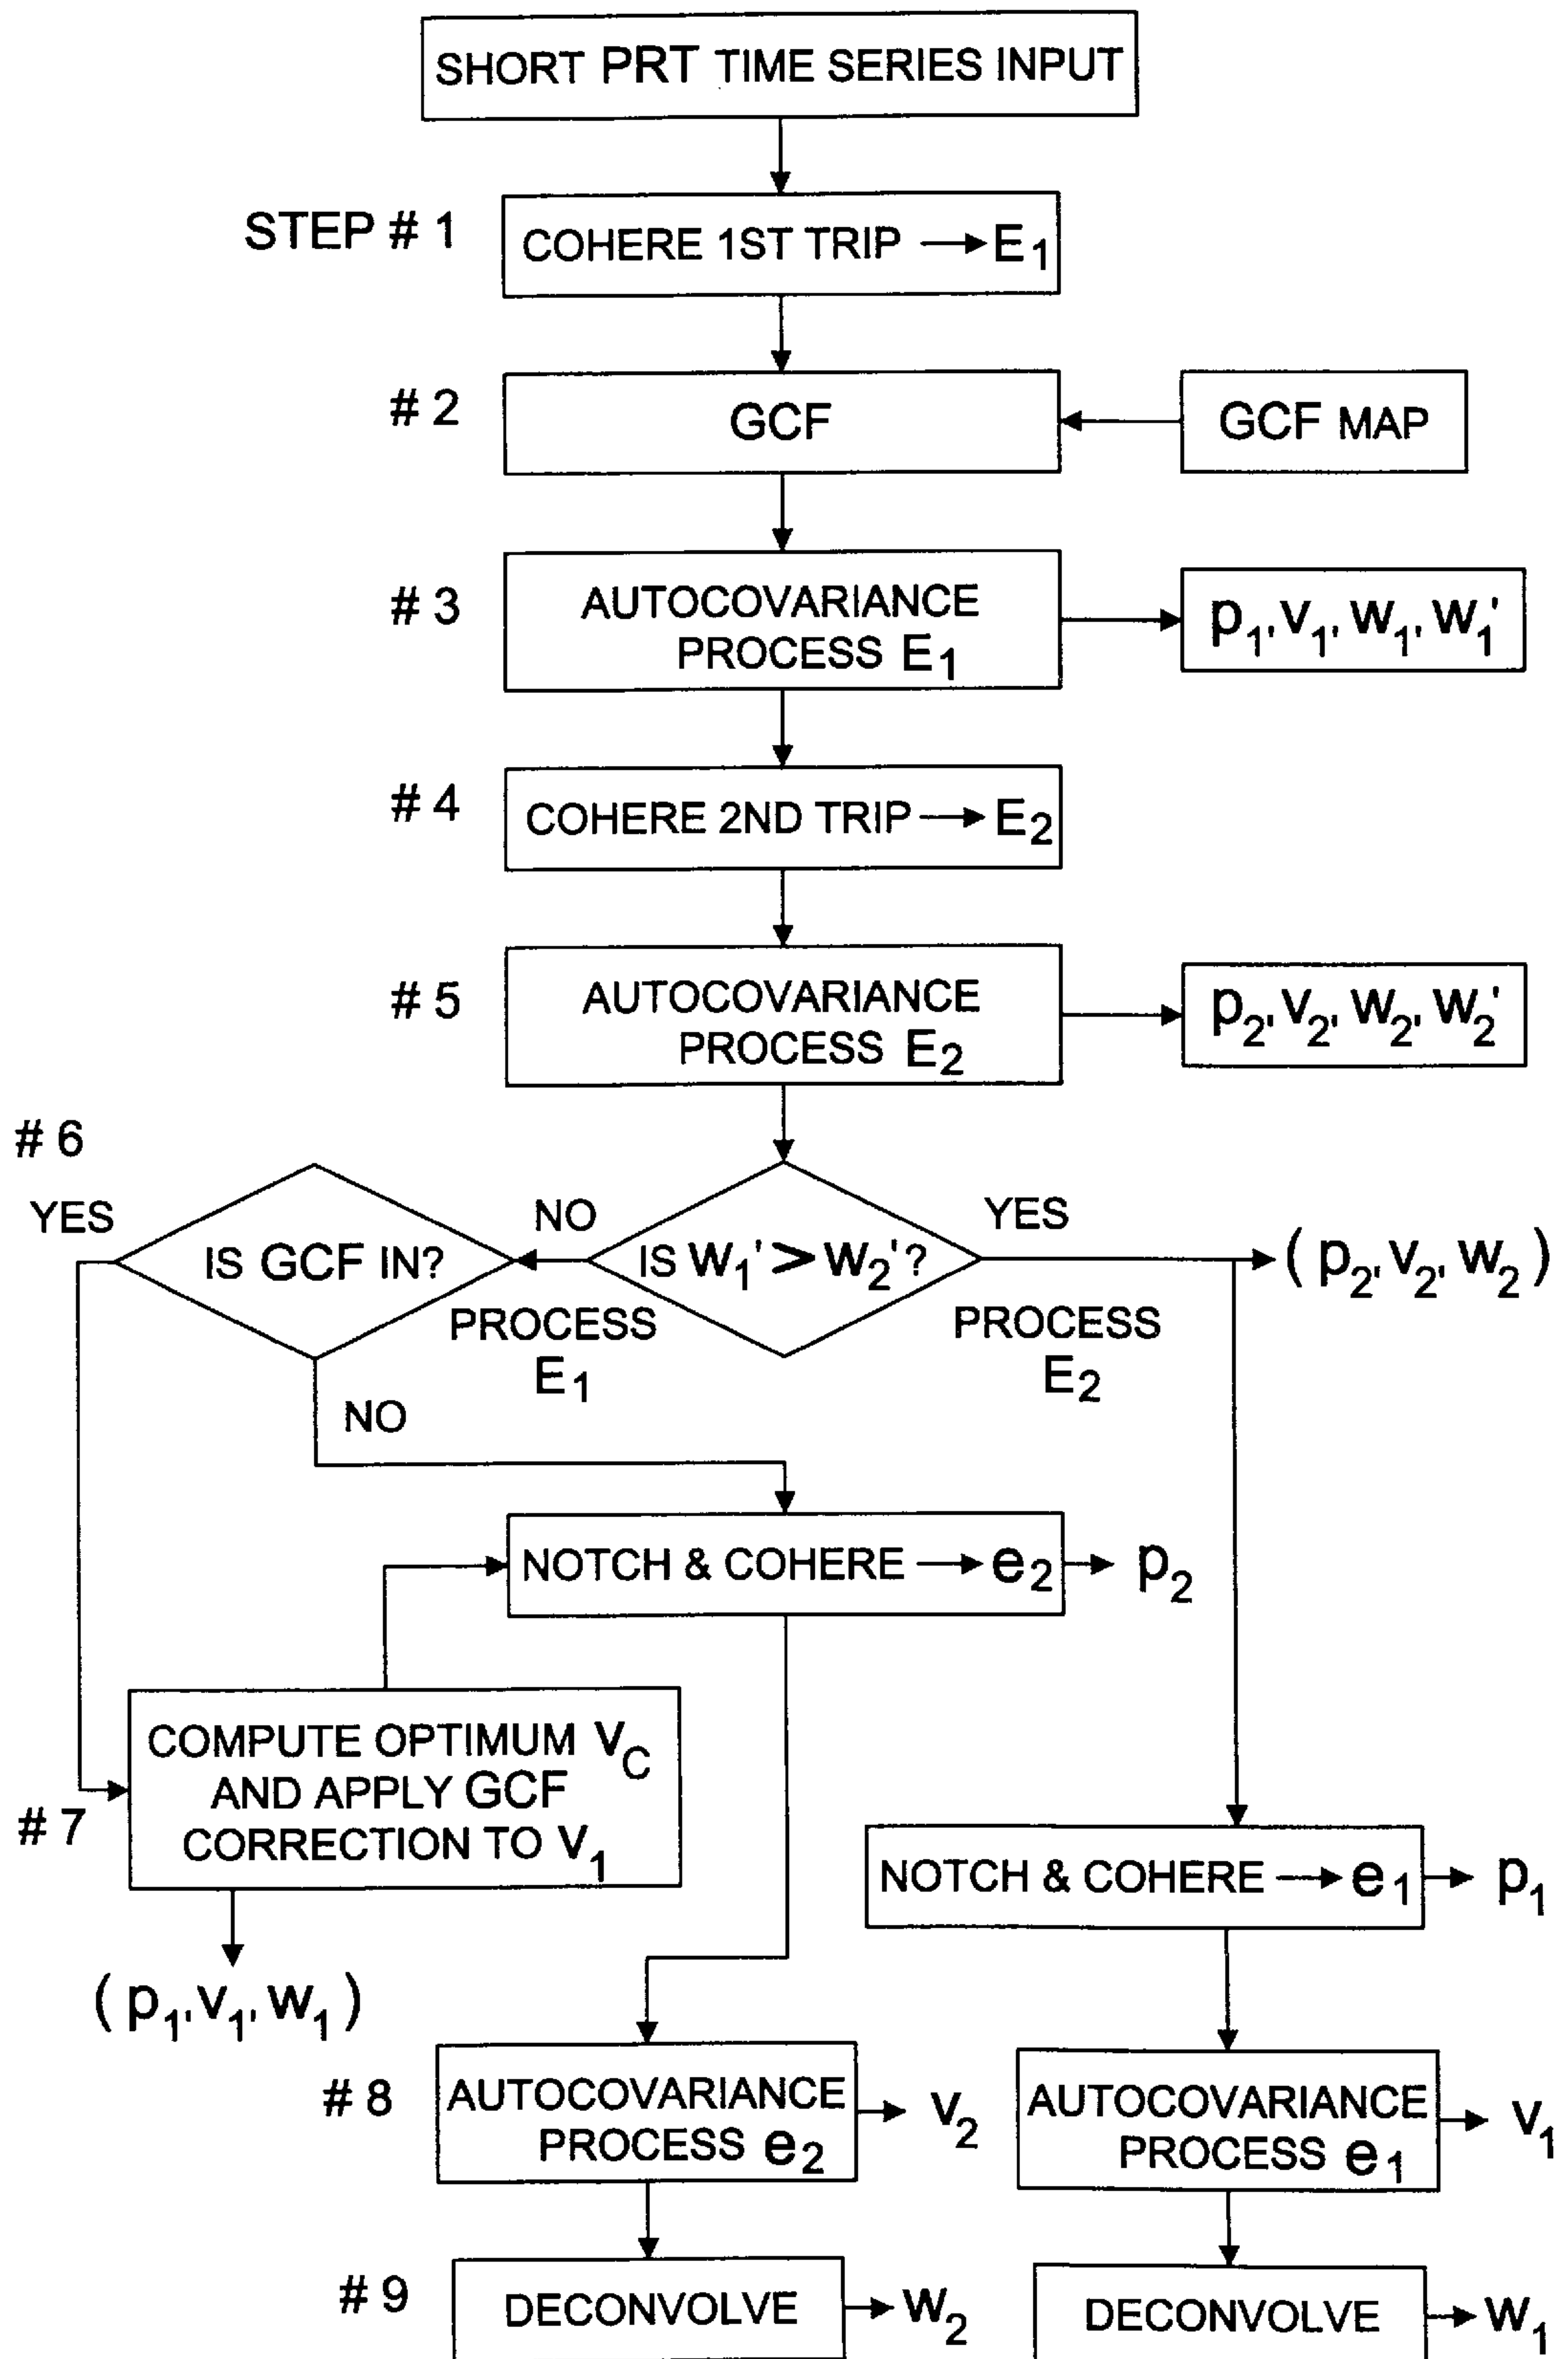 SHORT PRT TIME SERIES INPUT
STEP # 1
COHERE 1ST TRIP → E₁
# 2
GCF
GCF MAP
# 3
AUTOCOVARIANCE
PROCESS E₁
p₁, v₁, w₁, w₁'
# 4
COHERE 2ND TRIP → E₂
# 5
AUTOCOVARIANCE
PROCESS E₂
p₂, v₂, w₂, w₂'
# 6
YES
IS GCF IN?
NO
IS w₁' > w₂' ?
YES
( p₂, v₂, w₂ )
PROCESS
E₁
PROCESS
E₂
NO
NOTCH & COHERE → e₂
p₂
COMPUTE OPTIMUM v_C
AND APPLY GCF
CORRECTION TO v₁
# 7
NOTCH & COHERE → e₁
p₁
( p₁, v₁, w₁ )
# 8
AUTOCOVARIANCE
PROCESS e₂
v₂
AUTOCOVARIANCE
PROCESS e₁
v₁
# 9
DECONVOLVE
w₂
DECONVOLVE
w₁